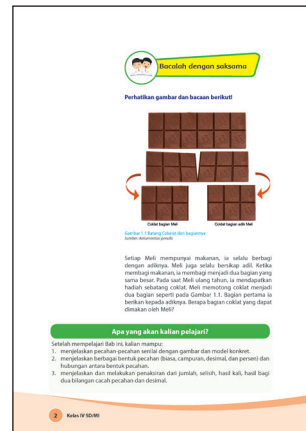 Bacalah dengan saksama
Perhatikan gambar dan bacaan berikut!
Coklat bagian Meli
Coklat bagian adik Meli
Gambar 1.1 Batang Cokelat dan bagiannya
Sumber: dokumentasi penulis
Setiap Meli mempunyai makanan, ia selalu berbagi
dengan adiknya. Meli juga selalu bersikap adil. Ketika
membagi makanan, ia membagi menjadi dua bagian yang
sama besar. Pada saat Meli ulang tahun, ia mendapatkan
hadiah sebatang coklat. Meli memotong coklat menjadi
dua bagian seperti pada Gambar 1.1. Bagian pertama ia
berikan kepada adiknya. Berapa bagian coklat yang dapat
dimakan oleh Meli?
Apa yang akan kalian pelajari?
Setelah mempelajari Bab ini, kalian mampu:
1. menjelaskan pecahan-pecahan senilai dengan gambar dan model konkret.
2. menjelaskan berbagai bentuk pecahan (biasa, campuran, desimal, dan persen) dan
hubungan antara bentuk pecahan.
3. menjelaskan dan melakukan penaksiran dari jumlah, selisih, hasil kali, hasil bagi
dua bilangan cacah pecahan dan desimal.
2 Kelas IV SD/MI